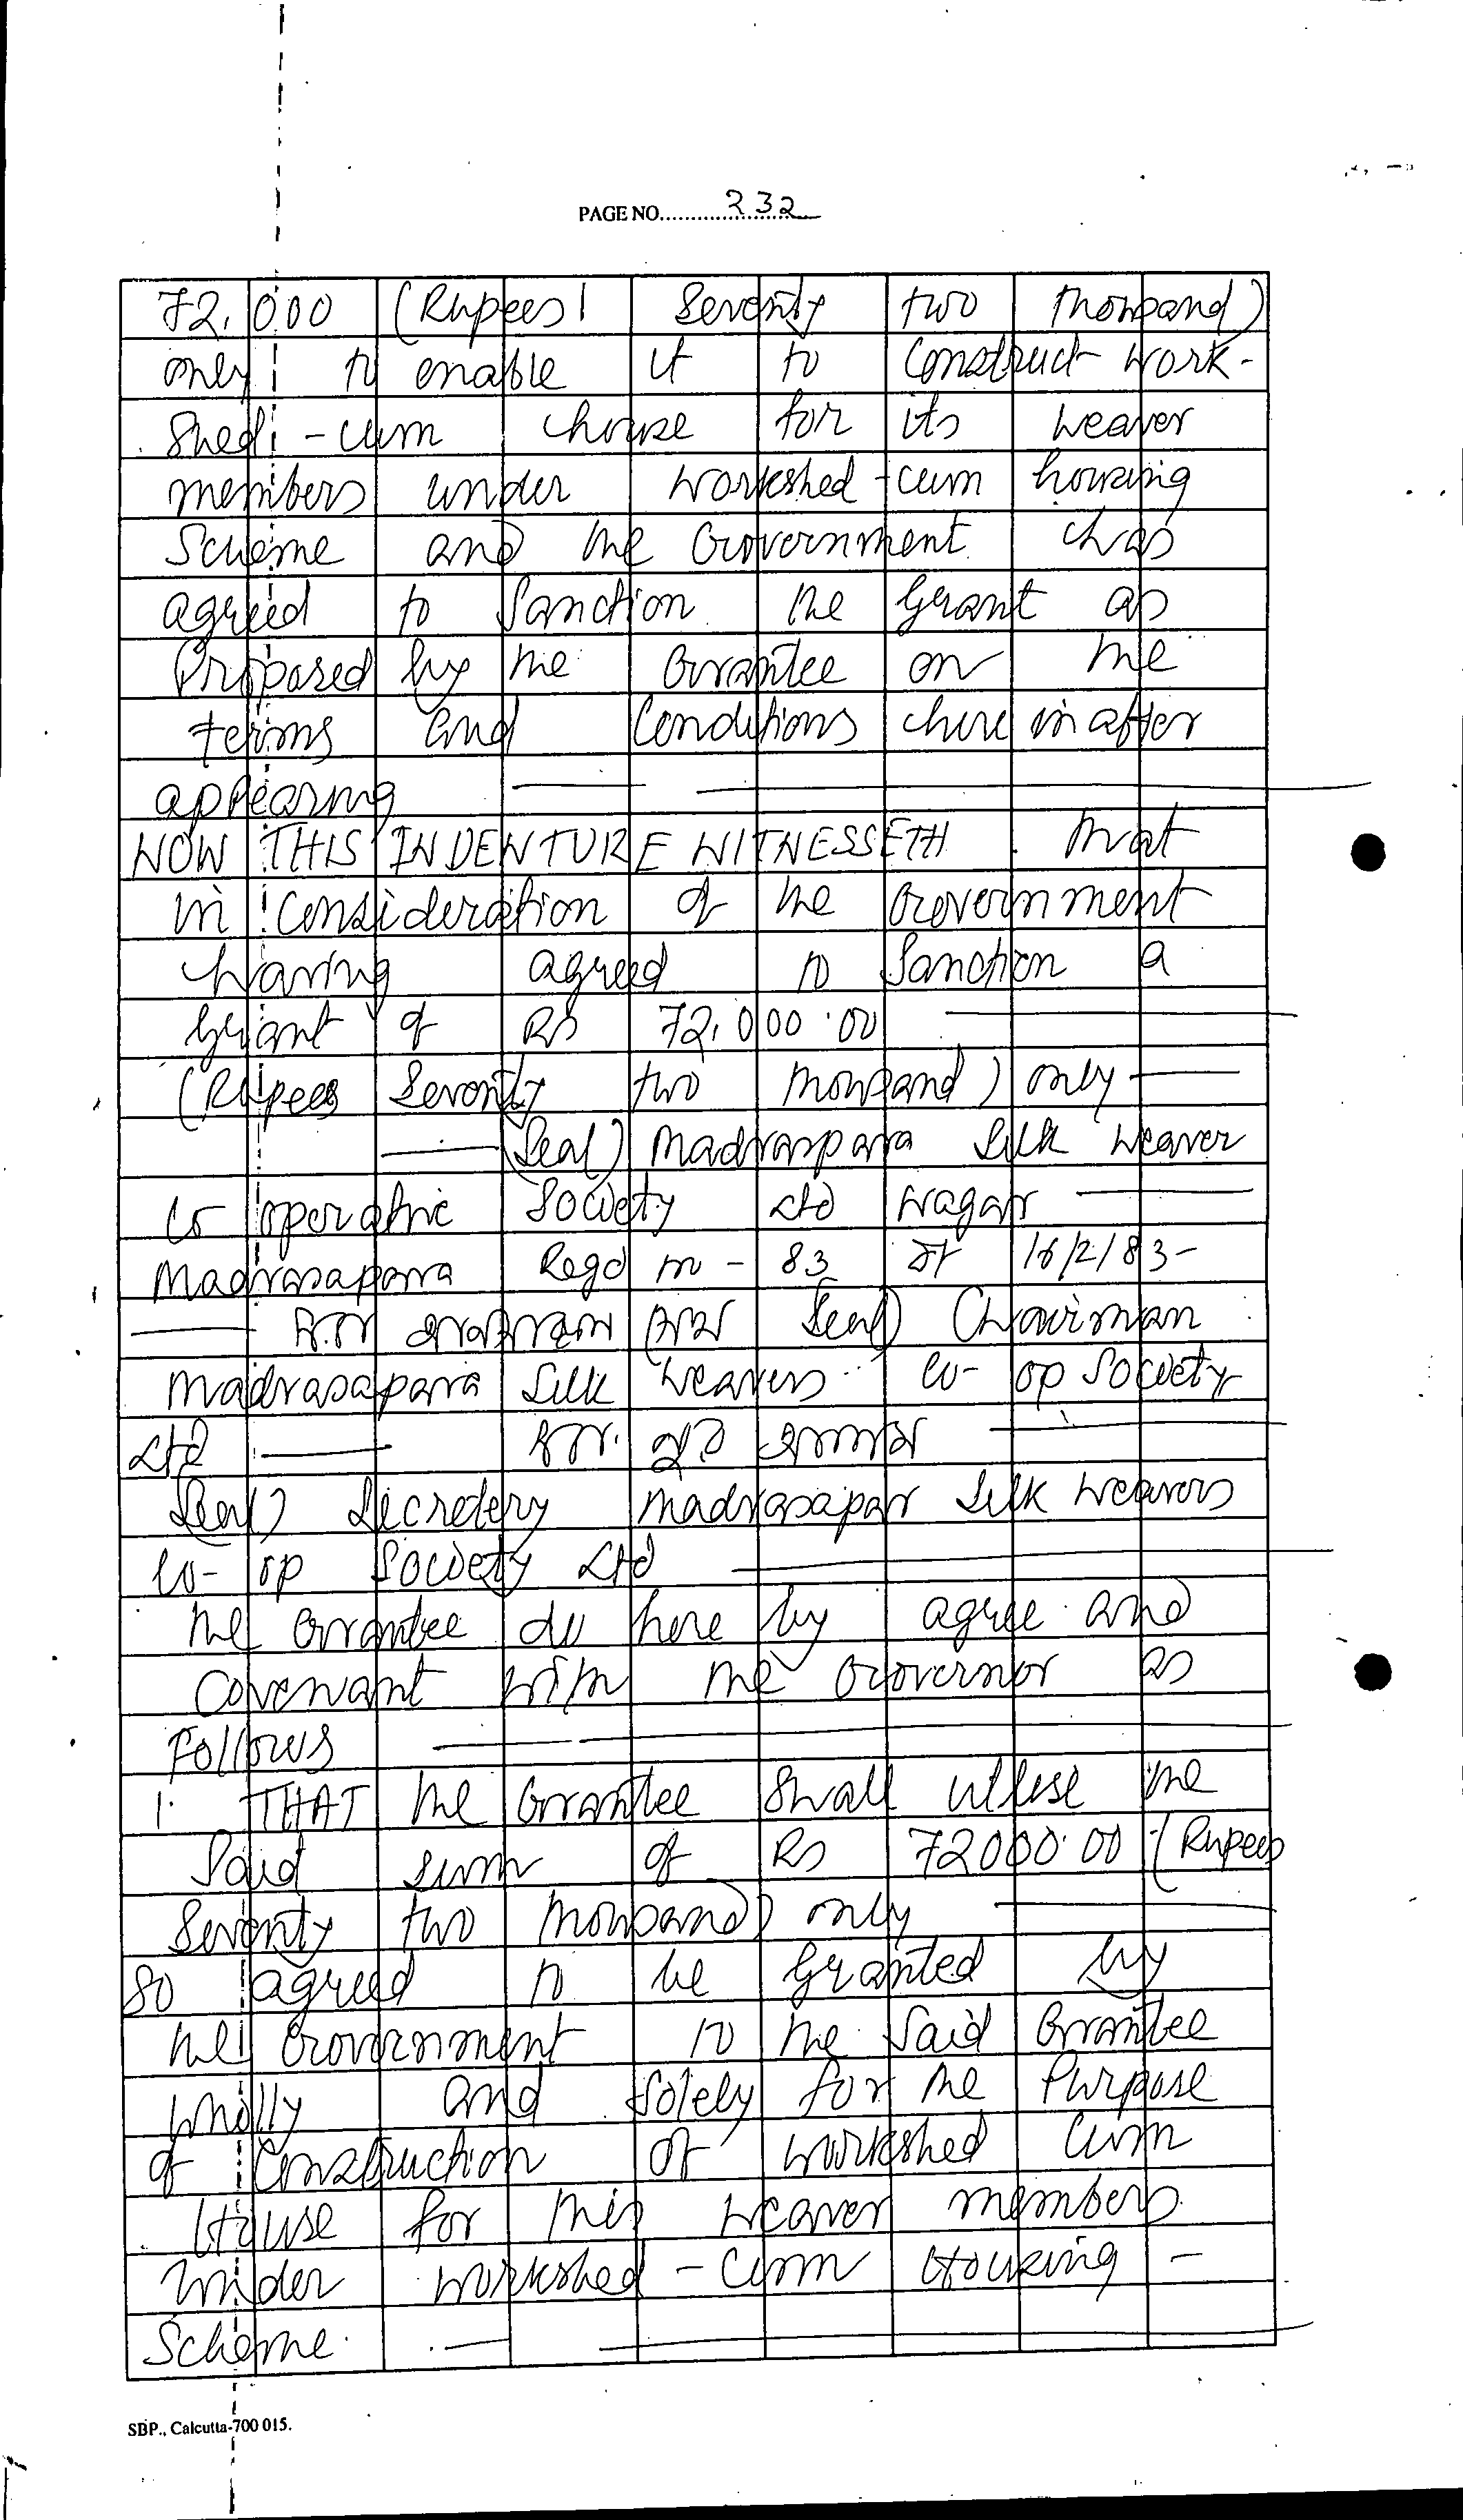 PAGE NO. 232
72,000 (Rupees Seventy two thousand)
only to enable it to construct work-
shed-cum house for its weaver
members under workshed-cum housing
Scheme and the Government has
agreed to Sanction the Grant as
Proposed by the Grantee on the
terms and Conditions here in after
appearing
NOW THIS INDENTURE WITNESSETH that
in consideration of the Government
having agreed to Sanction a
Grant of Rs 72,000.00
(Rupees Seventy two thousand) only
Seal) Madraspara Silk Weaver
Co operative Society Ltd
Madrasapara Regd no - 83 dt 16/2/83-
Seal) Chairman
Madrasapara Silk Weavers Co- op Society
Ltd
Seal) Secretery Madrasapar Silk Weavers
Co- op Society Ltd
the Grantee do here by agree and
Covenant with the Governor as
Follows
1. THAT the Grantee Shall utilise the
Said sum of Rs 72000.00 (Rupees
Seventy two thousand) only
So agreed to be Granted by
the Government to the Said Grantee
wholly and Solely for the Purpose
of Construction of workshed Cum
House for this weaver members
Under workshed - Cum Housing -
Scheme.
SBP., Calcutta-700 015.